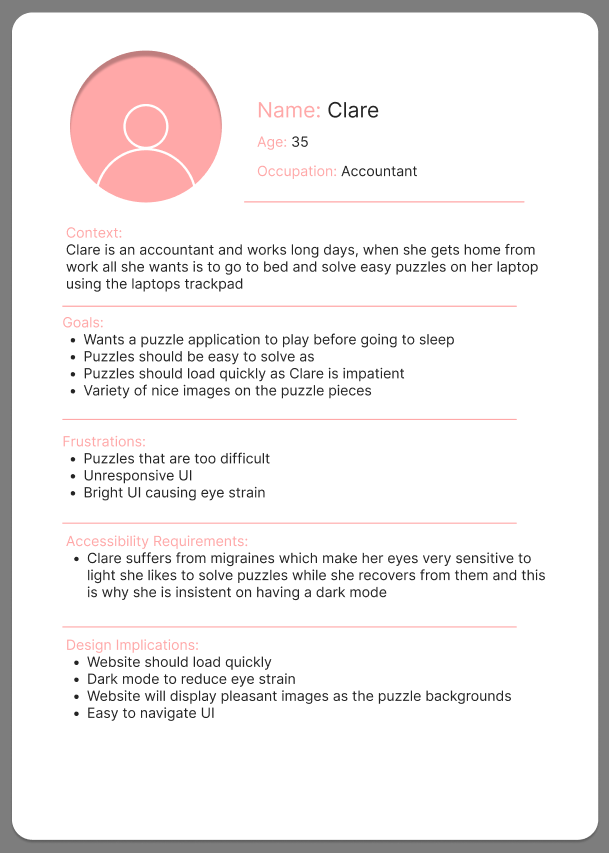 Name: Clare
Age: 35
Occupation: Accountant
Context:
Clare is an accountant and works long days, when she gets home from
work all she wants is to go to bed and solve easy puzzles on her laptop
using the laptops trackpad
Goals:
• Wants a puzzle application to play before going to sleep
• Puzzles should be easy to solve as
• Puzzles should load quickly as Clare is impatient
• Variety of nice images on the puzzle pieces
Frustrations:
• Puzzles that are too difficult
• Unresponsive UI
• Bright UI causing eye strain
Accessibility Requirements:
• Clare suffers from migraines which make her eyes very sensitive to
light she likes to solve puzzles while she recovers from them and this
is why she is insistent on having a dark mode
Design Implications:
• Website should load quickly
• Dark mode to reduce eye strain
• Website will display pleasant images as the puzzle backgrounds
• Easy to navigate UI